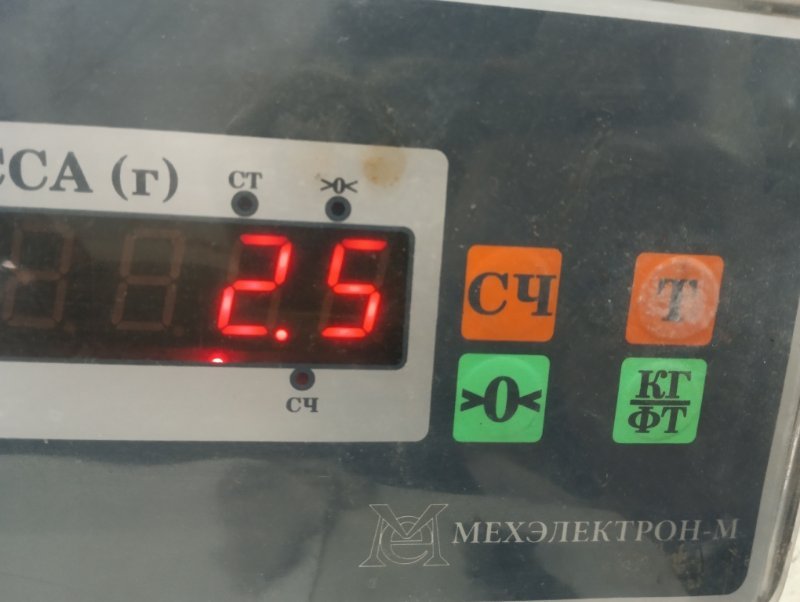 ССА (г)
СТ >0<
2.5
СЧ
СЧ Т
>0< КГ
ФТ
МЕХЭЛЕКТРОН-М